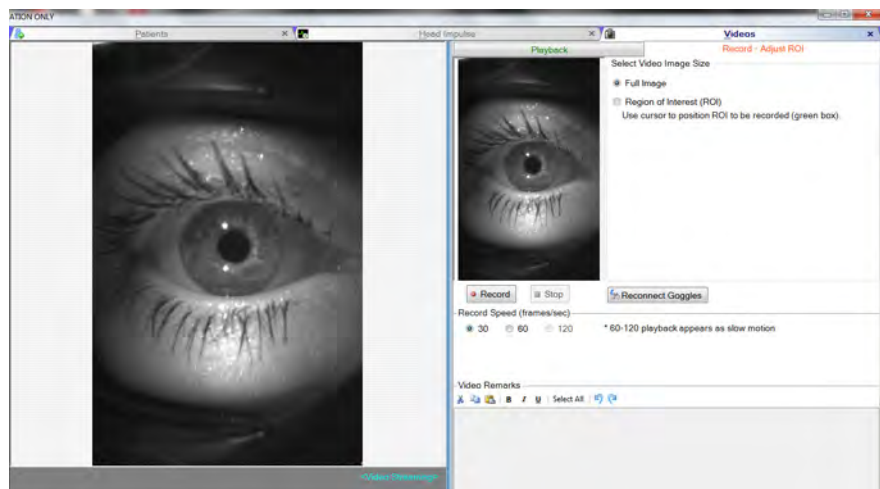 ATION ONLY
Patients
Head Impulse
Videos
Playback
Record - Adjust ROI
Select Video Image Size
Full Image
Region of Interest (ROI)
Use cursor to position ROI to be recorded (green box).
Record
Stop
Reconnect Goggles
Record Speed (frames/sec)
30
60
120
* 60-120 playback appears as slow motion
Video Remarks
B I U Select All
<Video Streaming>